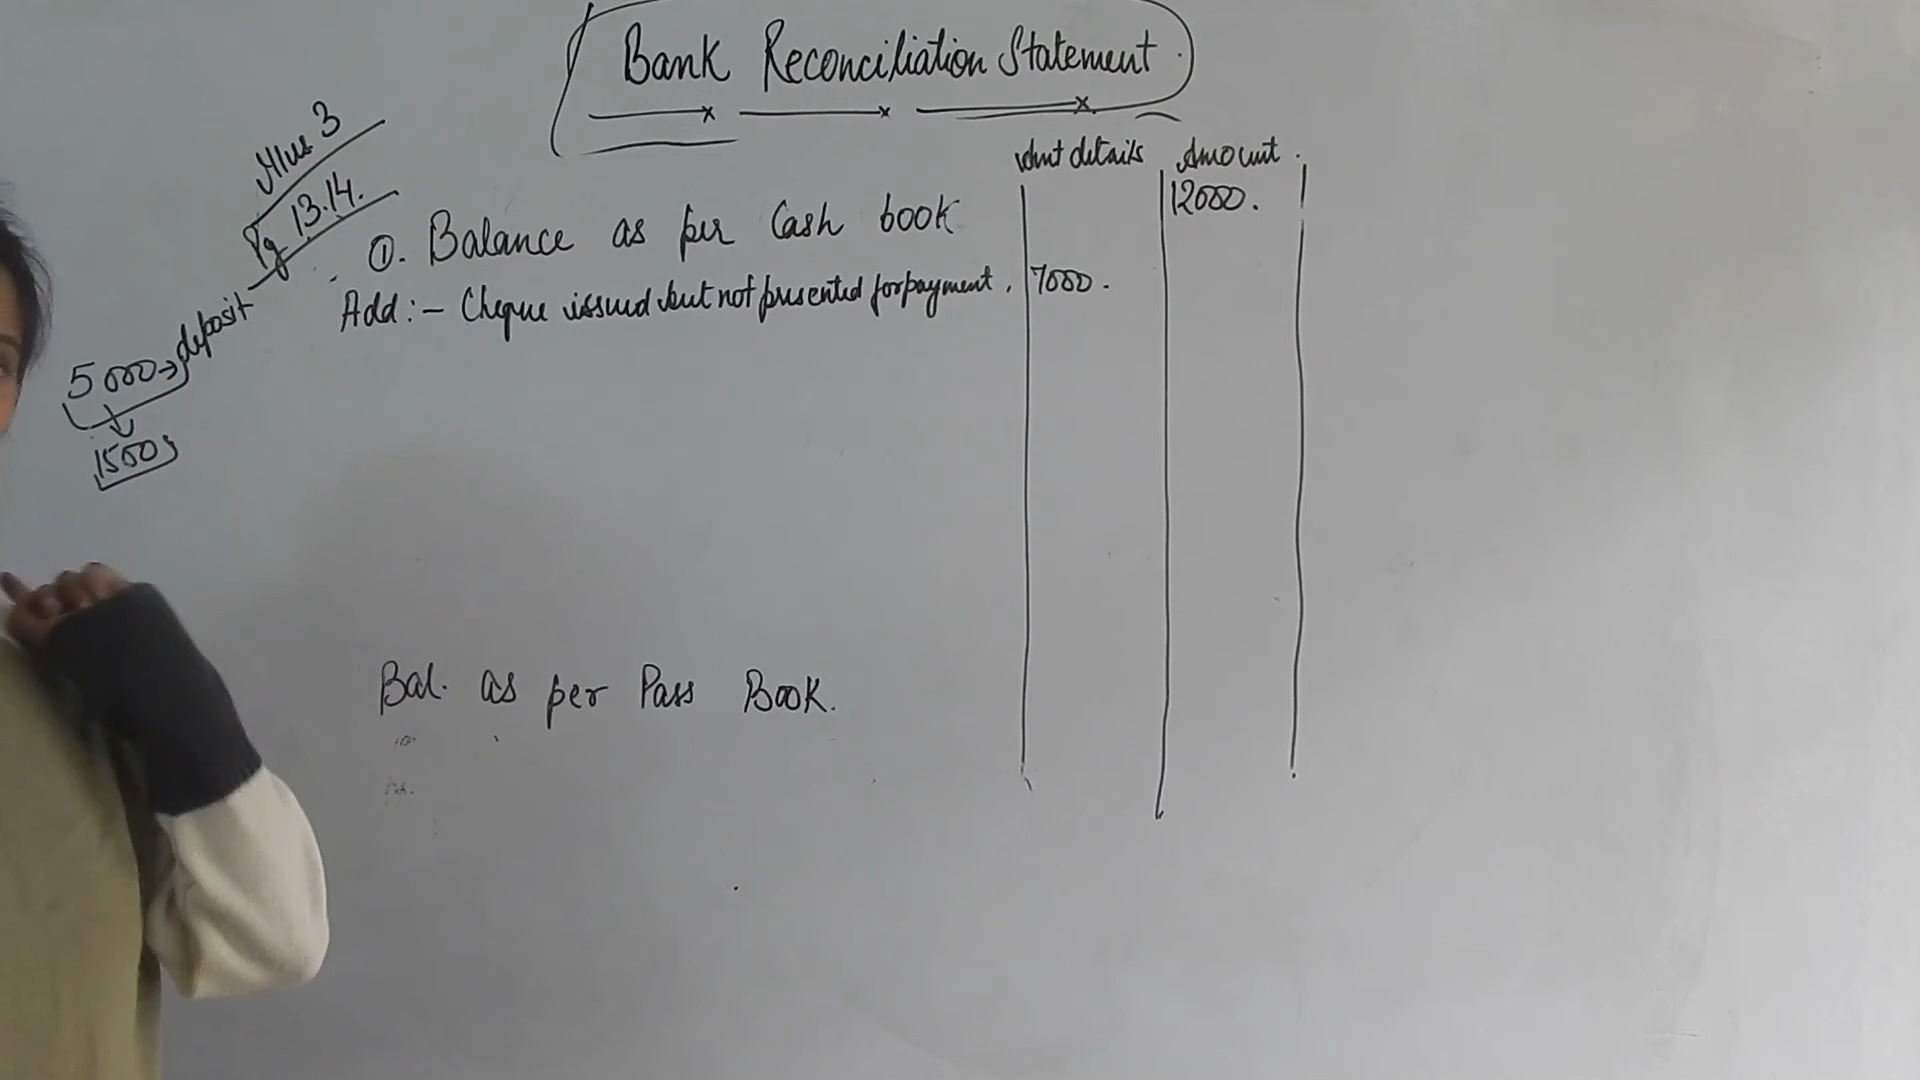 Bank Reconciliation Statement.
Illus 3
Pg 13.14.
Amt details Amount.
① Balance as per Cash book 12000.
Add:- Cheque issued but not presented for payment. 7000.
5000 → deposit
1500
Bal. as per Pass Book.